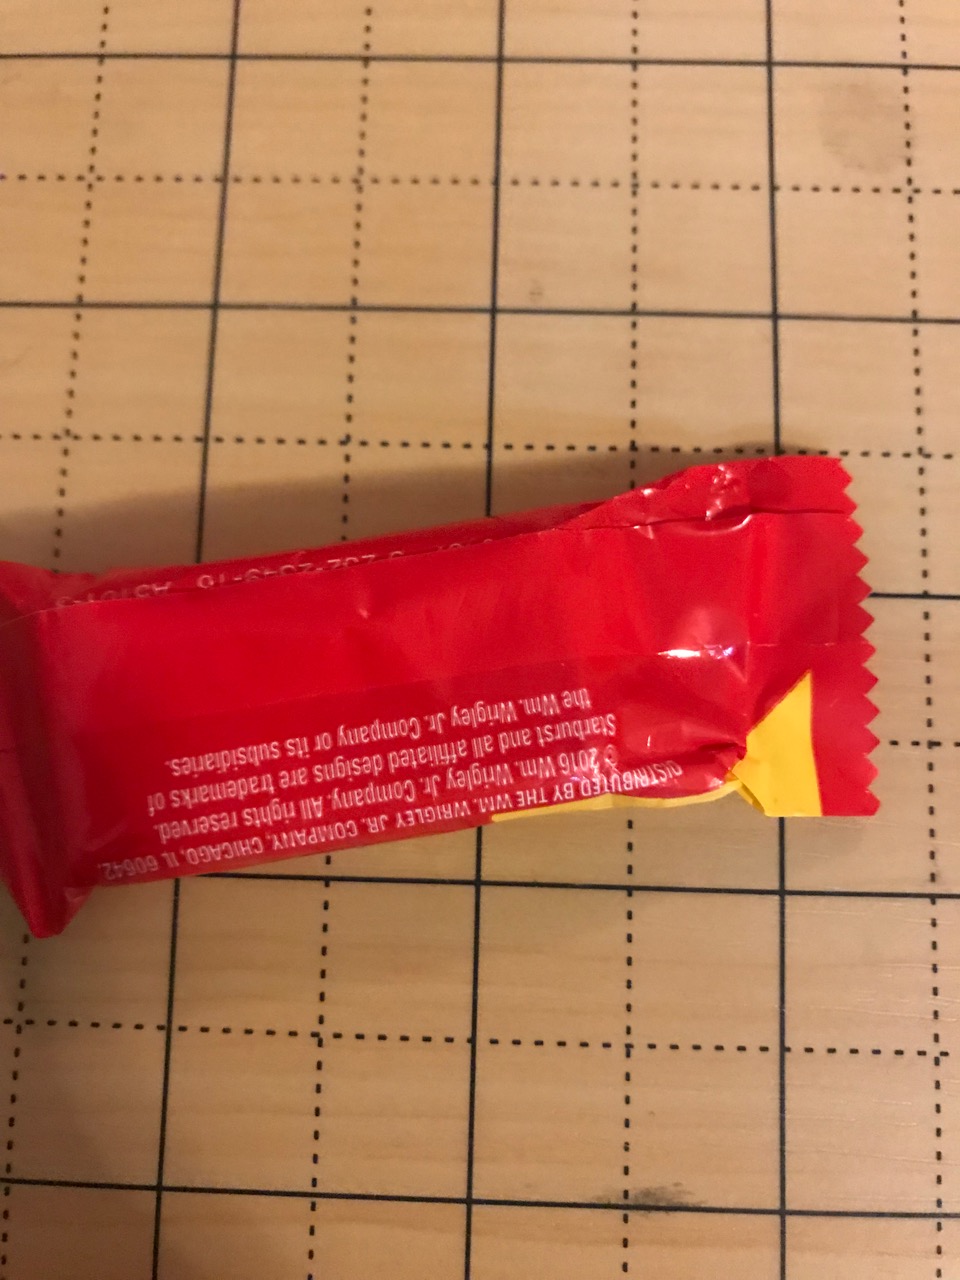 DISTRIBUTED BY THE WM. WRIGLEY JR. COMPANY, CHICAGO, IL 60642.
© 2016 Wm. Wrigley Jr. Company. All rights reserved.
Starburst and all affiliated designs are trademarks of
the Wm. Wrigley Jr. Company or its subsidiaries.